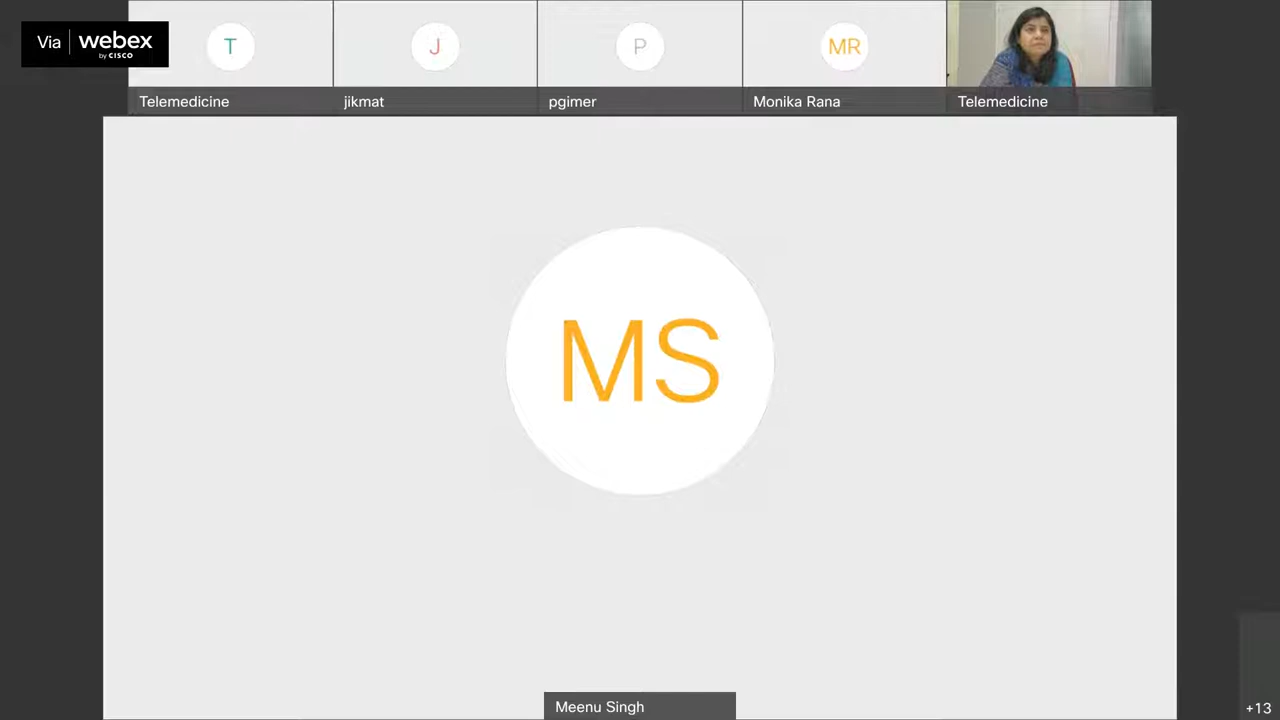 Via webex
by CISCO
T
J
P
MR
Telemedicine
jikmat
pgimer
Monika Rana
Telemedicine
MS
Meenu Singh
+13